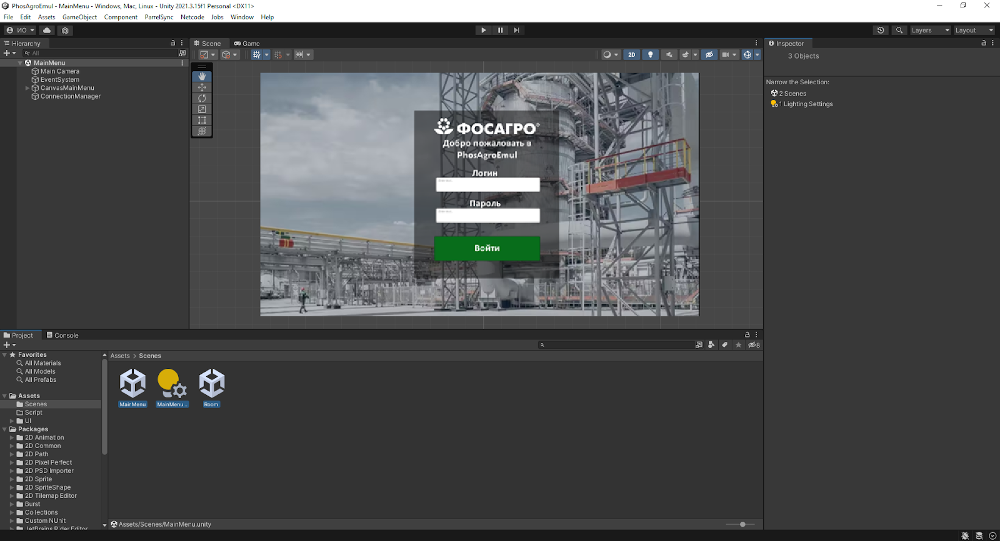 PhosAgroEmul - MainMenu - Windows, Mac, Linux - Unity 2021.3.15f1 Personal <DX11>
File Edit Assets GameObject Component ParrelSync Netcode Jobs Window Help
ИО
Layers
Layout
Hierarchy
All
MainMenu
Main Camera
EventSystem
CanvasMainMenu
ConnectionManager
Scene
Game
2D
ФОСАГРО®
Добро пожаловать в
PhosAgroEmul
Логин
Пароль
Войти
Inspector
3 Objects
Narrow the Selection:
2 Scenes
1 Lighting Settings
Project
Console
8
Favorites
All Materials
All Models
All Prefabs
Assets
Scenes
Script
UI
Packages
2D Animation
2D Common
2D Path
2D Pixel Perfect
2D PSD Importer
2D Sprite
2D SpriteShape
2D Tilemap Editor
Burst
Collections
Custom NUnit
JetBrains Rider Editor
Assets > Scenes
MainMenu
MainMenu...
Room
Assets/Scenes/MainMenu.unity